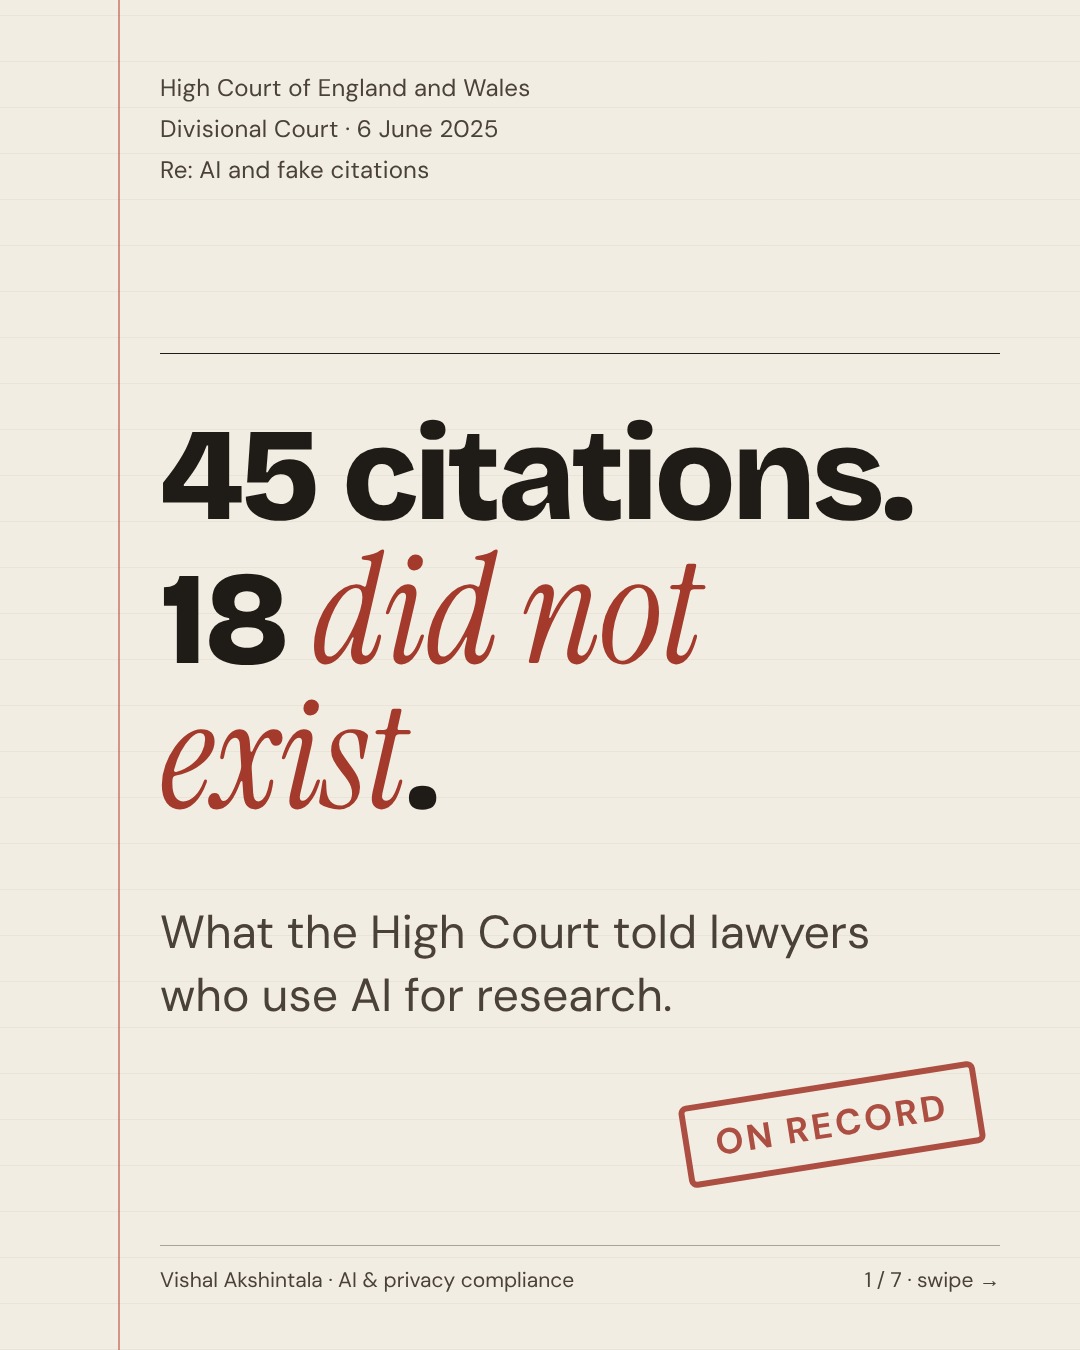 High Court of England and Wales
Divisional Court · 6 June 2025
Re: AI and fake citations
45 citations.
18 did not
exist.
What the High Court told lawyers
who use AI for research.
ON RECORD
Vishal Akshintala · AI & privacy compliance
1 / 7 · swipe →